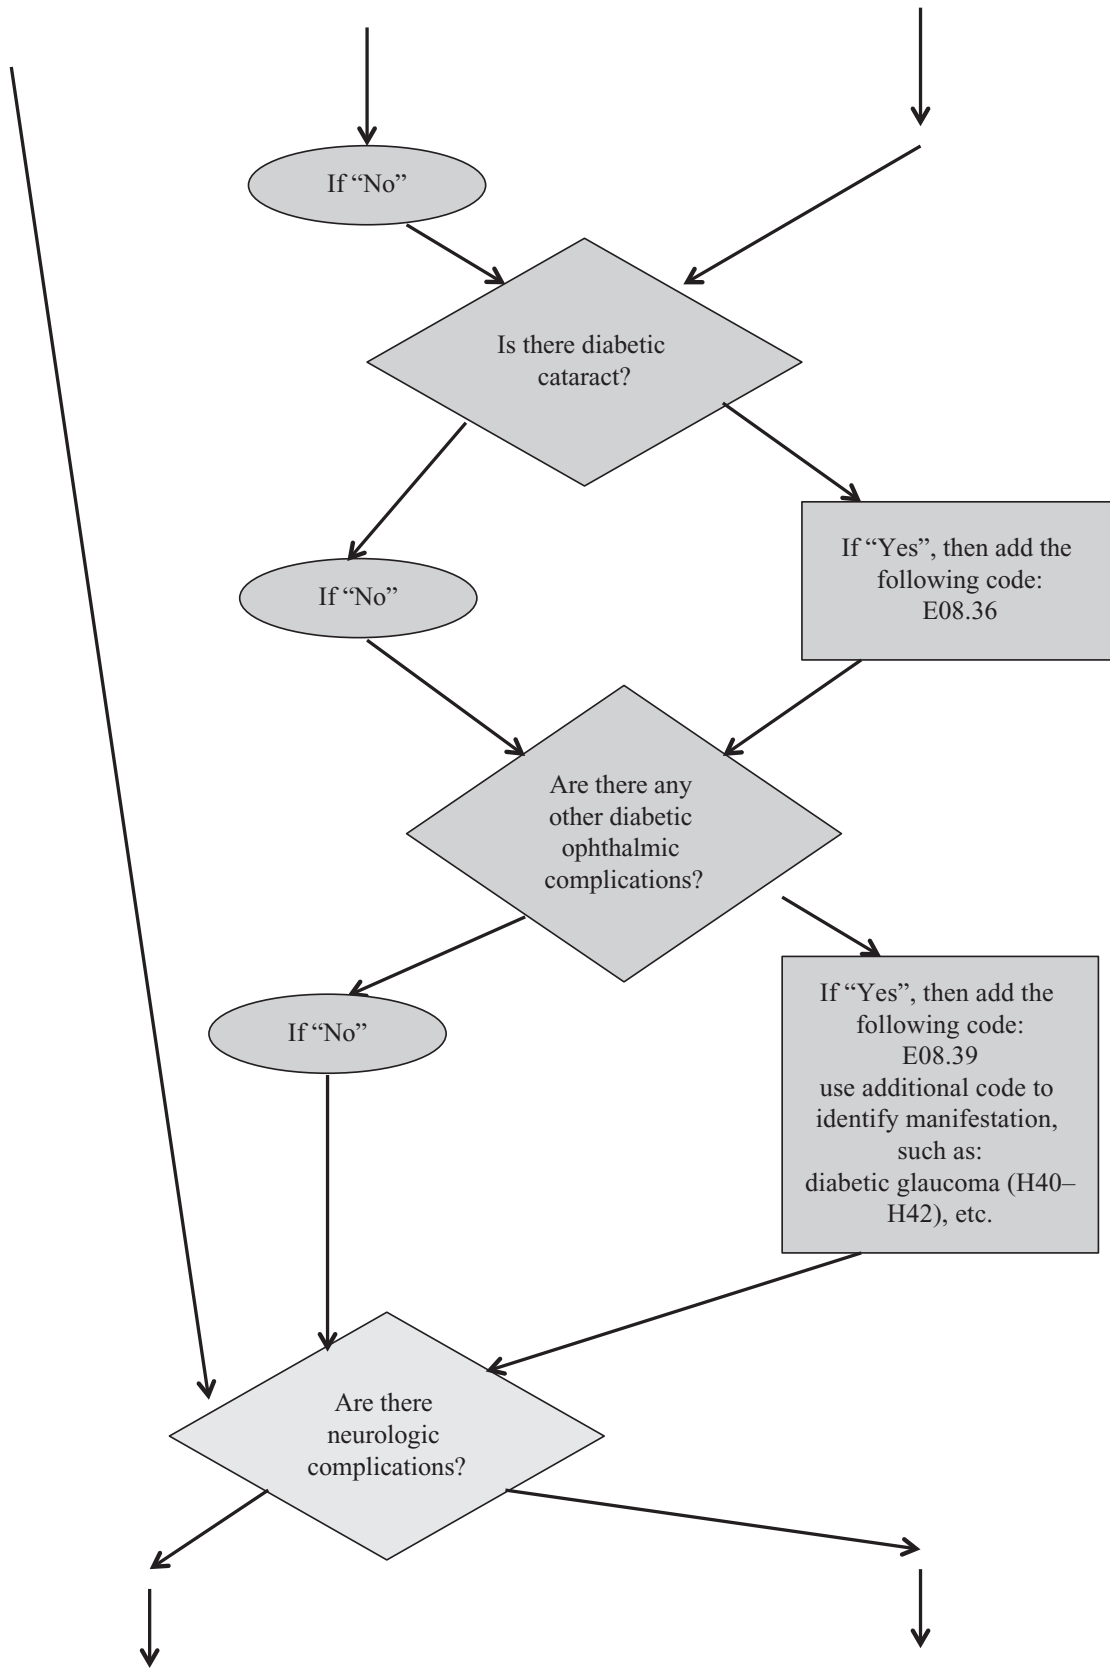 If “No”
Is there diabetic
cataract?
If “No”
If “Yes”, then add the
following code:
E08.36
Are there any
other diabetic
ophthalmic
complications?
If “No”
If “Yes”, then add the
following code:
E08.39
use additional code to
identify manifestation,
such as:
diabetic glaucoma (H40–
H42), etc.
Are there
neurologic
complications?